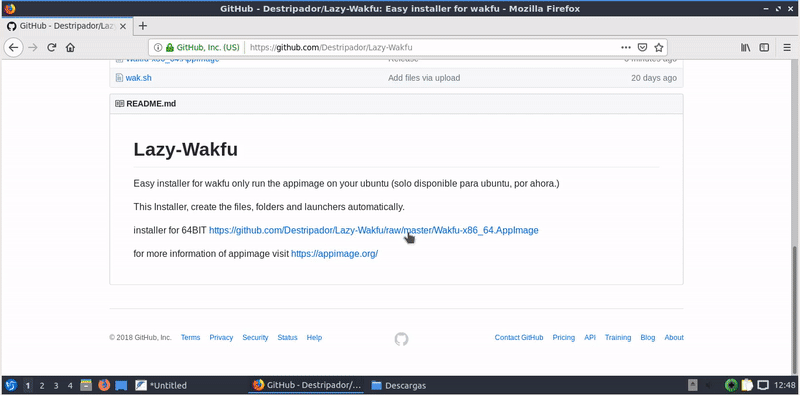 GitHub - Destripador/Lazy-Wakfu: Easy installer for wakfu - Mozilla Firefox
GitHub - Destripador/Lazy
GitHub, Inc. (US) https://github.com/Destripador/Lazy-Wakfu
Wakfu-x86_64.AppImage Release 6 minutes ago
wak.sh Add files via upload 20 days ago
README.md
Lazy-Wakfu
Easy installer for wakfu only run the appimage on your ubuntu (solo disponible para ubuntu, por ahora.)
This Installer, create the files, folders and launchers automatically.
installer for 64BIT https://github.com/Destripador/Lazy-Wakfu/raw/master/Wakfu-x86_64.AppImage
for more information of appimage visit https://appimage.org/
© 2018 GitHub, Inc. Terms Privacy Security Status Help Contact GitHub Pricing API Training Blog About
1 2 3 4 *Untitled GitHub - Destripador/... Descargas 12:48